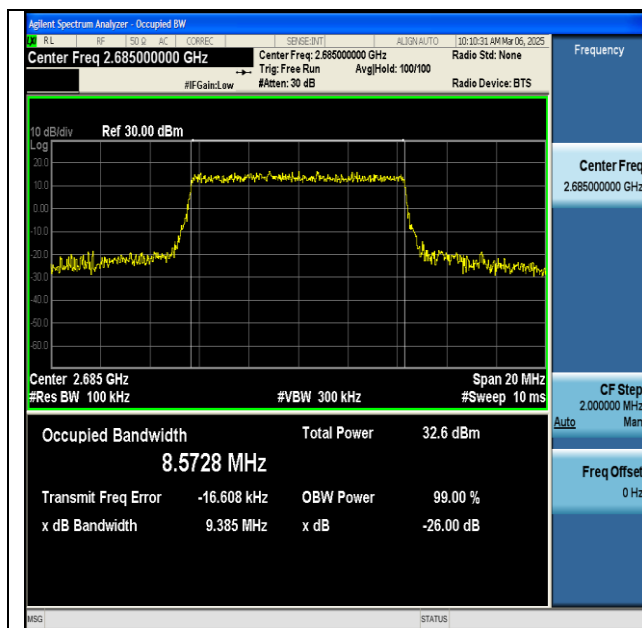 Agilent Spectrum Analyzer - Occupied BW
RL RF 50 Ω AC CORREC SENSE:INT ALIGN AUTO 10:10:31 AM Mar 06, 2025
Center Freq 2.685000000 GHz
Center Freq: 2.685000000 GHz
Radio Std: None
Trig: Free Run Avg|Hold: 100/100
#IFGain:Low #Atten: 30 dB Radio Device: BTS
10 dB/div Ref 30.00 dBm
Log
20.0
10.0
0.00
-10.0
-20.0
-30.0
-40.0
-50.0
-60.0
Center 2.685 GHz Span 20 MHz
#Res BW 100 kHz #VBW 300 kHz #Sweep 10 ms
Occupied Bandwidth Total Power 32.6 dBm
8.5728 MHz
Transmit Freq Error -16.608 kHz OBW Power 99.00 %
x dB Bandwidth 9.385 MHz x dB -26.00 dB
MSG STATUS
Frequency
Center Freq
2.685000000 GHz
CF Step
2.000000 MHz
Auto Man
Freq Offset
0 Hz